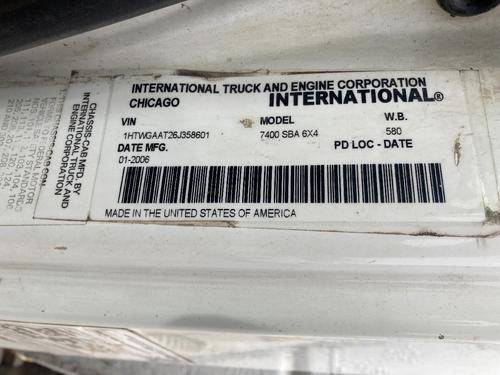 INTERNATIONAL TRUCK AND ENGINE CORPORATION
CHICAGO INTERNATIONAL®
VIN MODEL W.B.
1HTWGAAT26J358601 7400 SBA 6X4 580
DATE MFG. PD LOC - DATE
01-2006
MADE IN THE UNITED STATES OF AMERICA
CHASSIS-CAB MFD. BY
INTERNATIONAL TRUCK AND
ENGINE CORPORATION